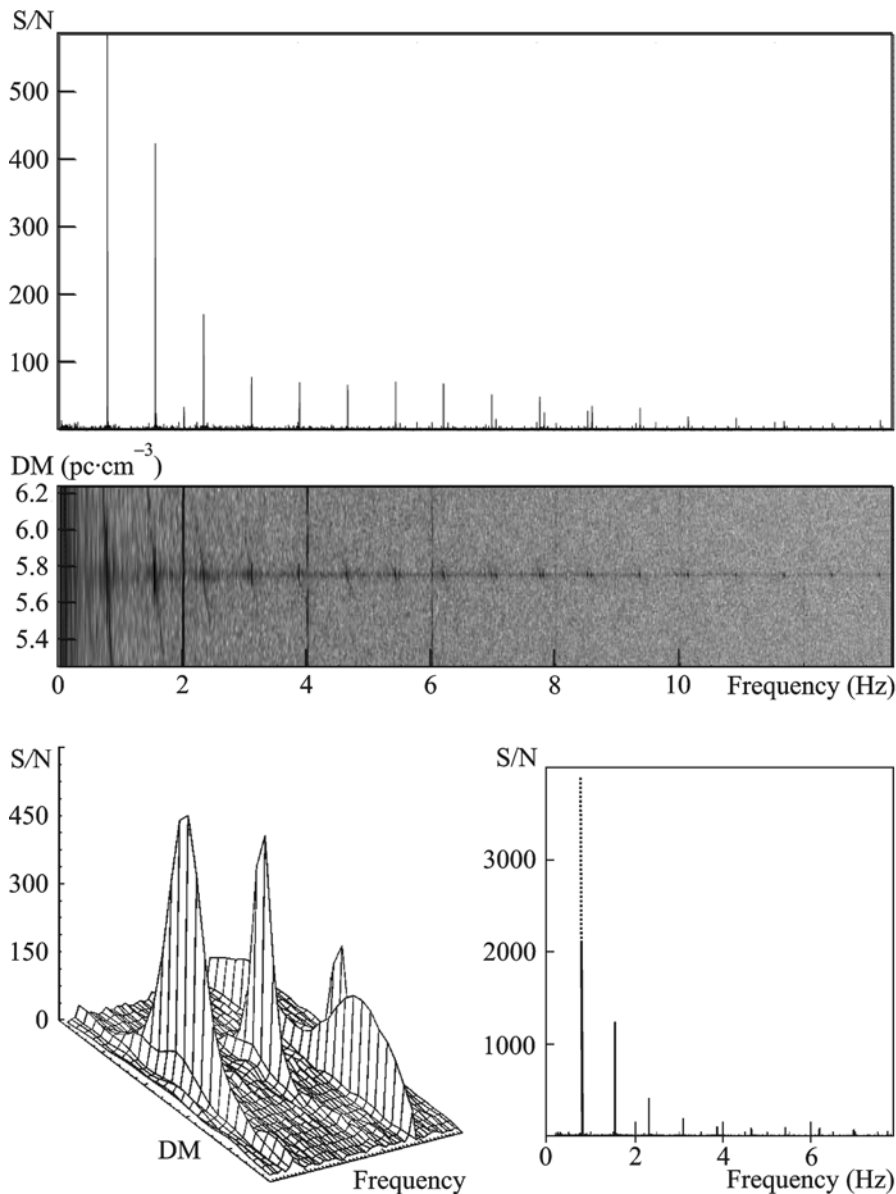 S/N
500
400
300
200
100
DM (pc·cm⁻³)
6.2
6.0
5.8
5.6
5.4
0 2 4 6 8 10 Frequency (Hz)
S/N
450
300
150
0
DM
Frequency
S/N
3000
2000
1000
0 2 4 6
Frequency (Hz)